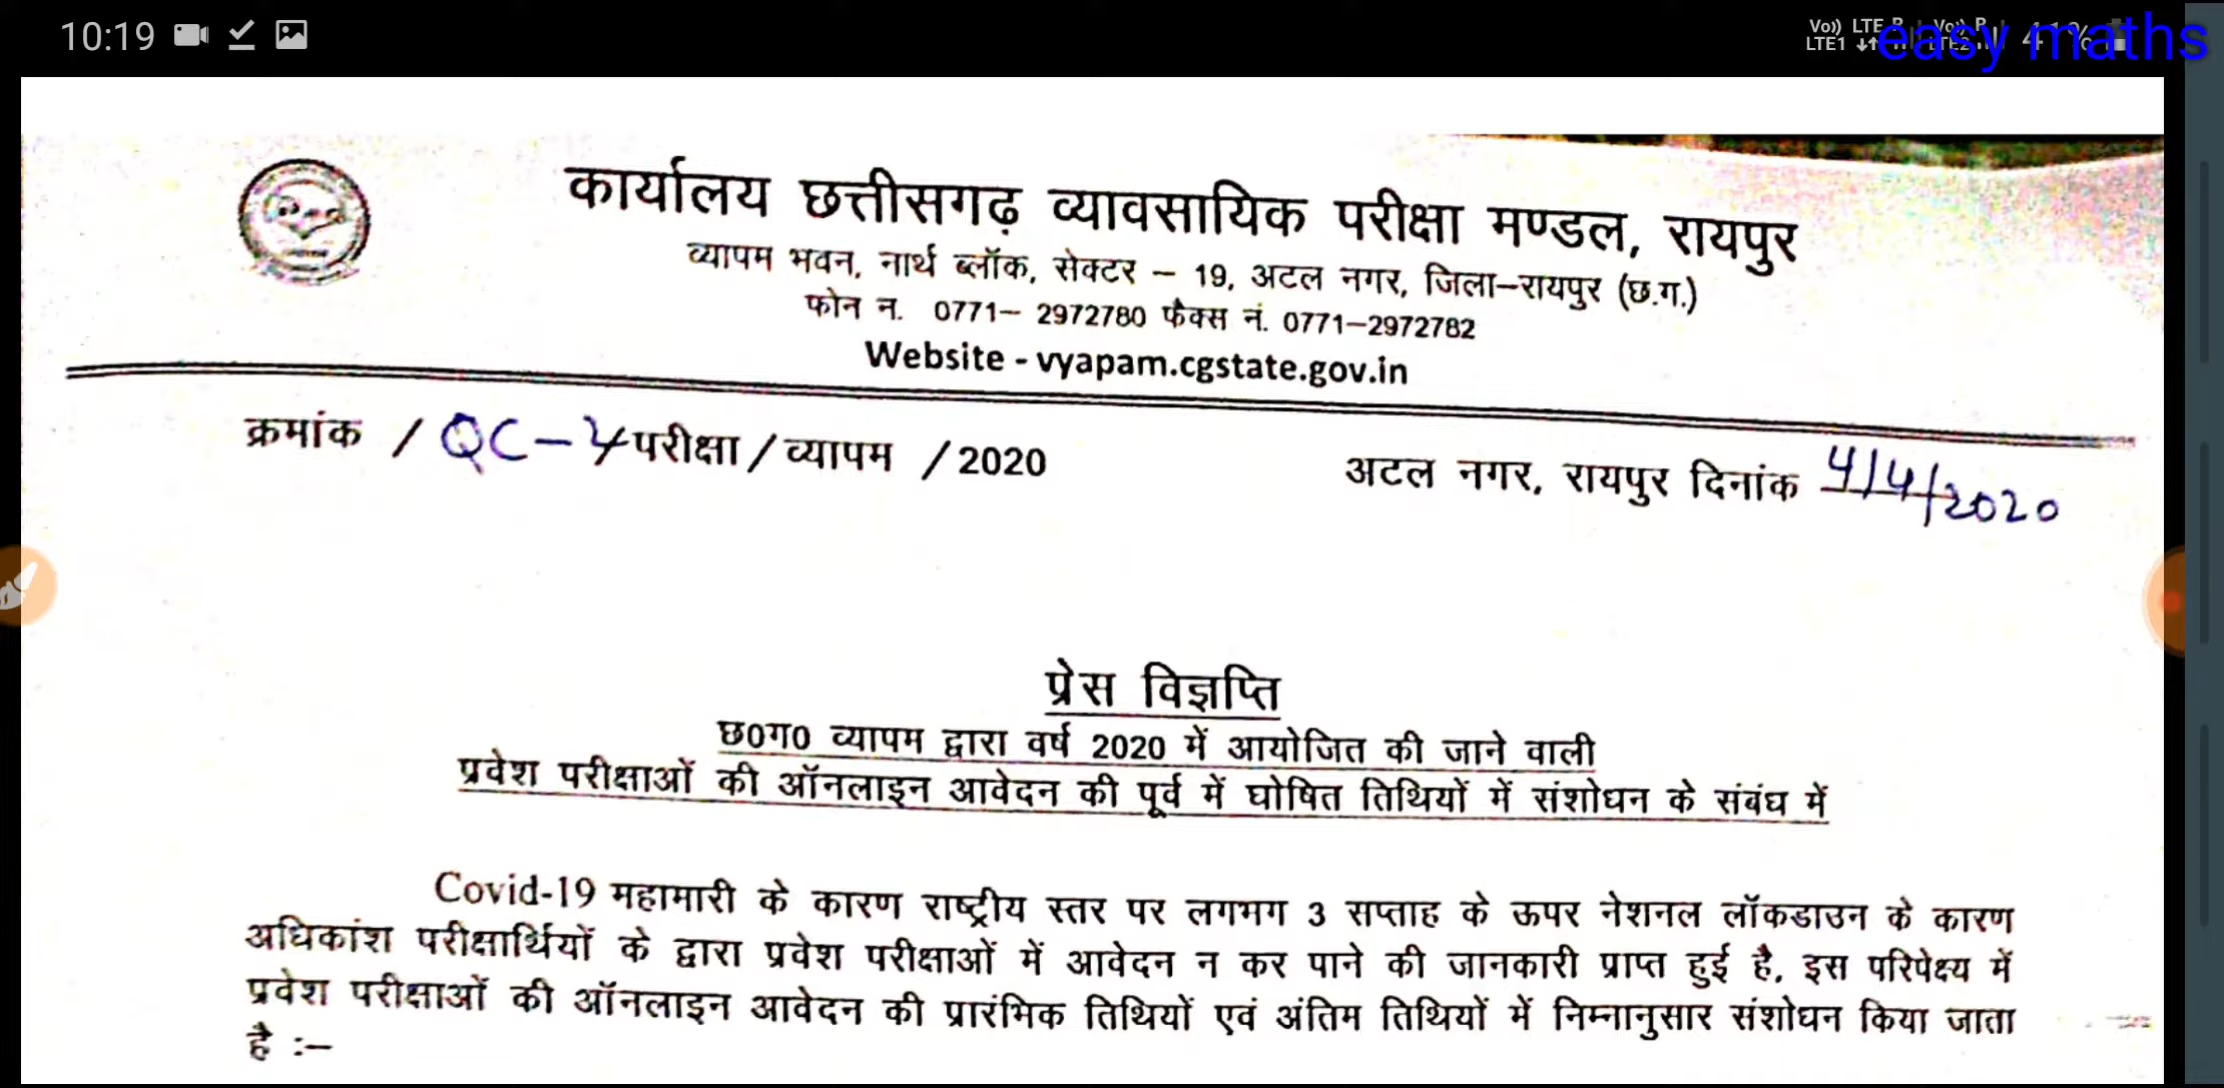 10:19
Vo)) LTE
LTE1
LTE2
easy maths
कार्यालय छत्तीसगढ़ व्यावसायिक परीक्षा मण्डल, रायपुर
व्यापम भवन, नार्थ ब्लॉक, सेक्टर – 19, अटल नगर, जिला–रायपुर (छ.ग.)
फोन न. 0771– 2972780 फैक्स नं. 0771–2972782
Website - vyapam.cgstate.gov.in
क्रमांक / QC-4 परीक्षा / व्यापम / 2020 अटल नगर, रायपुर दिनांक 4/4/2020
प्रेस विज्ञप्ति
छ0ग0 व्यापम द्वारा वर्ष 2020 में आयोजित की जाने वाली
प्रवेश परीक्षाओं की ऑनलाइन आवेदन की पूर्व में घोषित तिथियों में संशोधन के संबंध में
Covid-19 महामारी के कारण राष्ट्रीय स्तर पर लगभग 3 सप्ताह के ऊपर नेशनल लॉकडाउन के कारण
अधिकांश परीक्षार्थियों के द्वारा प्रवेश परीक्षाओं में आवेदन न कर पाने की जानकारी प्राप्त हुई है, इस परिपेक्ष्य में
प्रवेश परीक्षाओं की ऑनलाइन आवेदन की प्रारंभिक तिथियों एवं अंतिम तिथियों में निम्नानुसार संशोधन किया जाता
है :–